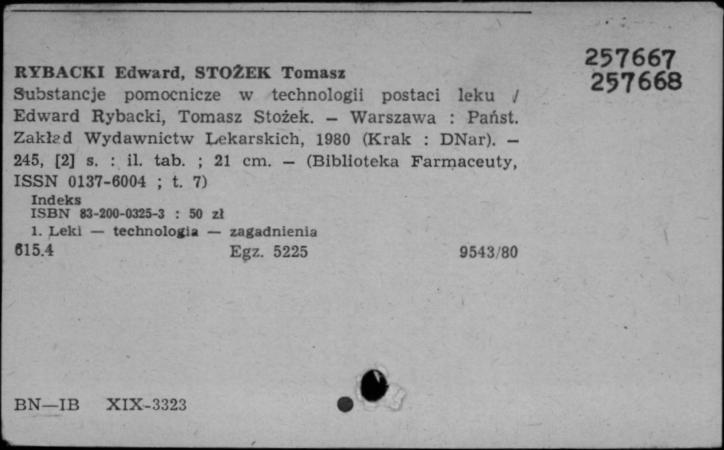 257667
257668
RYBACKI Edward, STOŻEK Tomasz
Substancje pomocnicze w technologii postaci leku /
Edward Rybacki, Tomasz Stożek. — Warszawa : Państ.
Zakład Wydawnictw Lekarskich, 1980 (Krak : DNar). —
245, [2] s. : il. tab. ; 21 cm. — (Biblioteka Farmaceuty,
ISSN 0137-6004 ; t. 7)
Indeks
ISBN 83-200-0325-3 : 50 zł
1. Leki — technologia — zagadnienia
615.4 Egz. 5225 9543/80
BN—IB XIX-3323